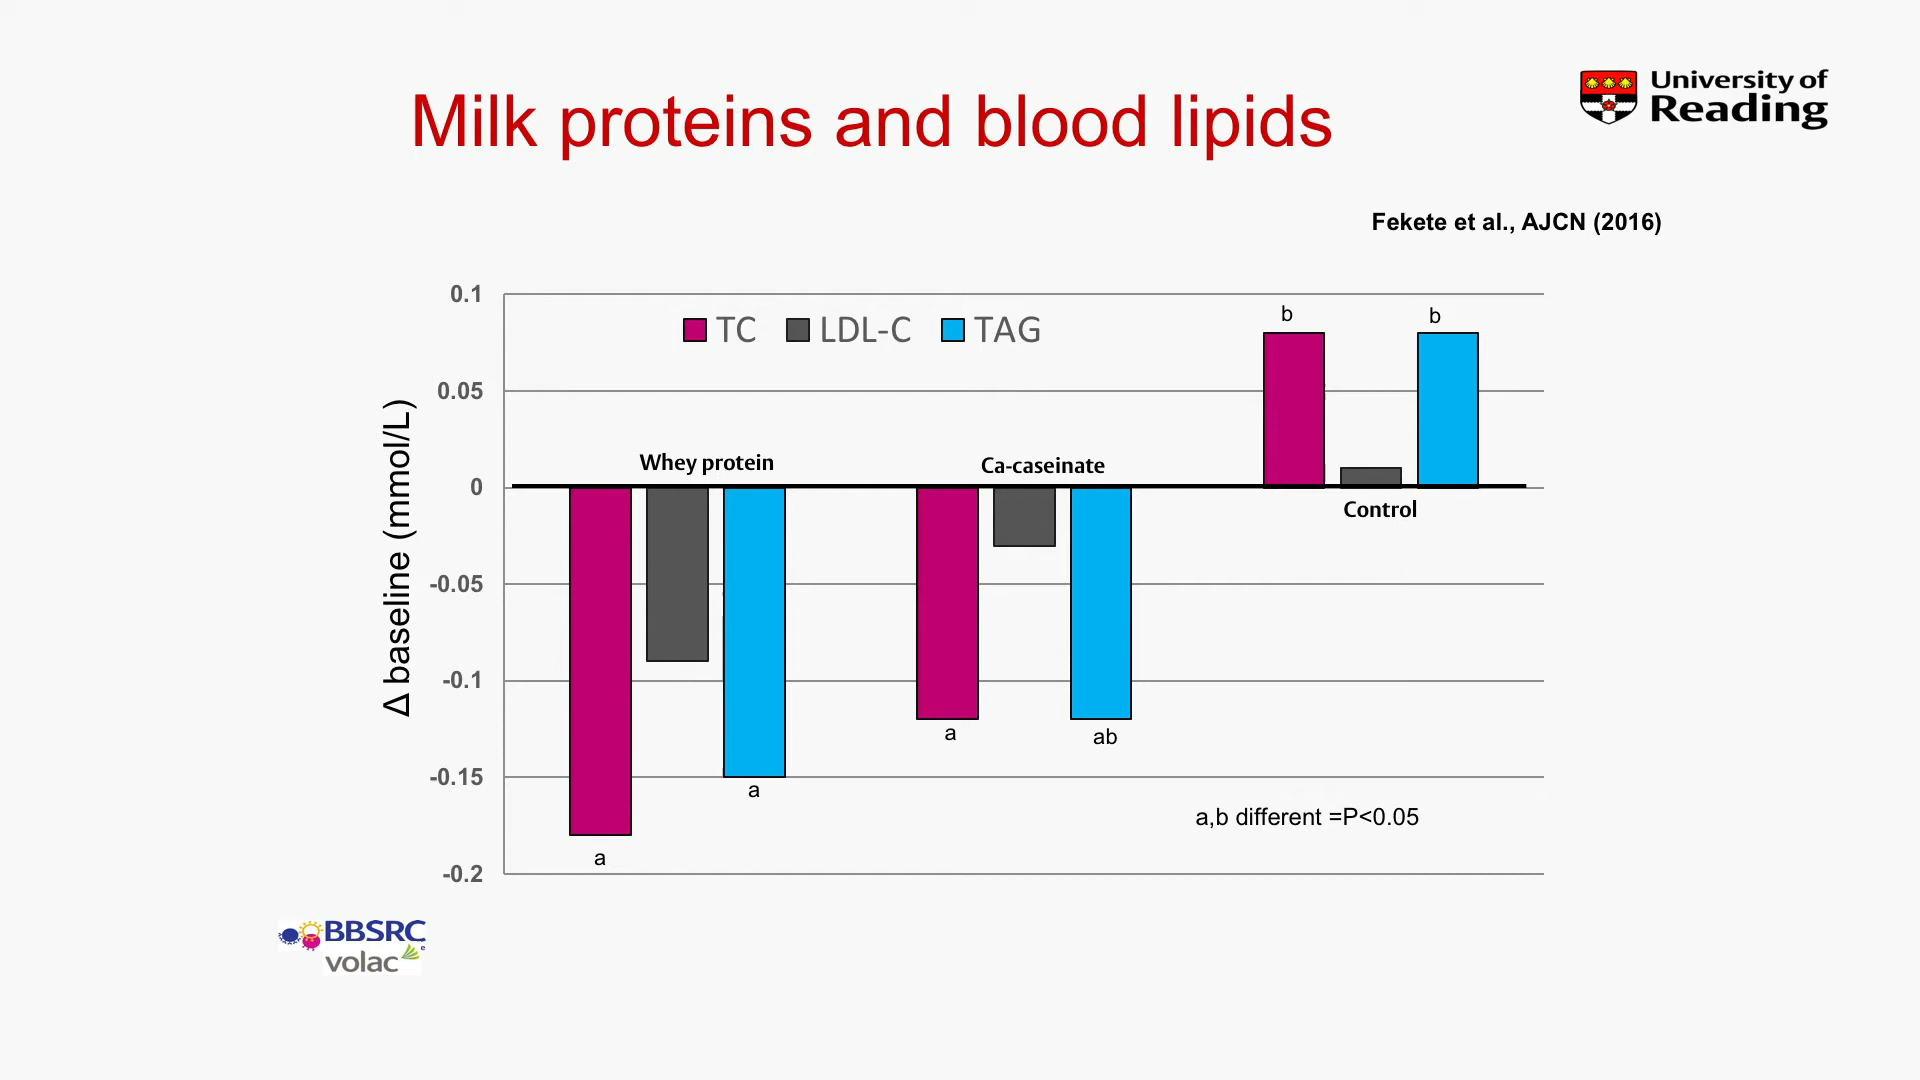 Milk proteins and blood lipids
University of
Reading
Fekete et al., AJCN (2016)
0.1
0.05
0
-0.05
-0.1
-0.15
-0.2
Δ baseline (mmol/L)
TC LDL-C TAG
b b
Whey protein
Ca-caseinate
Control
a ab
a
a
a,b different =P<0.05
BBSRC
volac